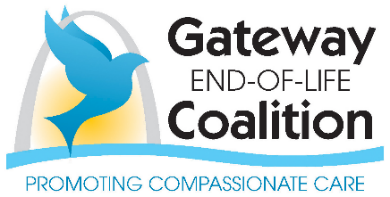 Gateway
END-OF-LIFE
Coalition
PROMOTING COMPASSIONATE CARE